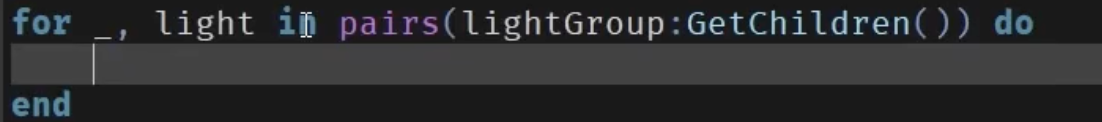 for _, light in pairs(lightGroup:GetChildren()) do
end